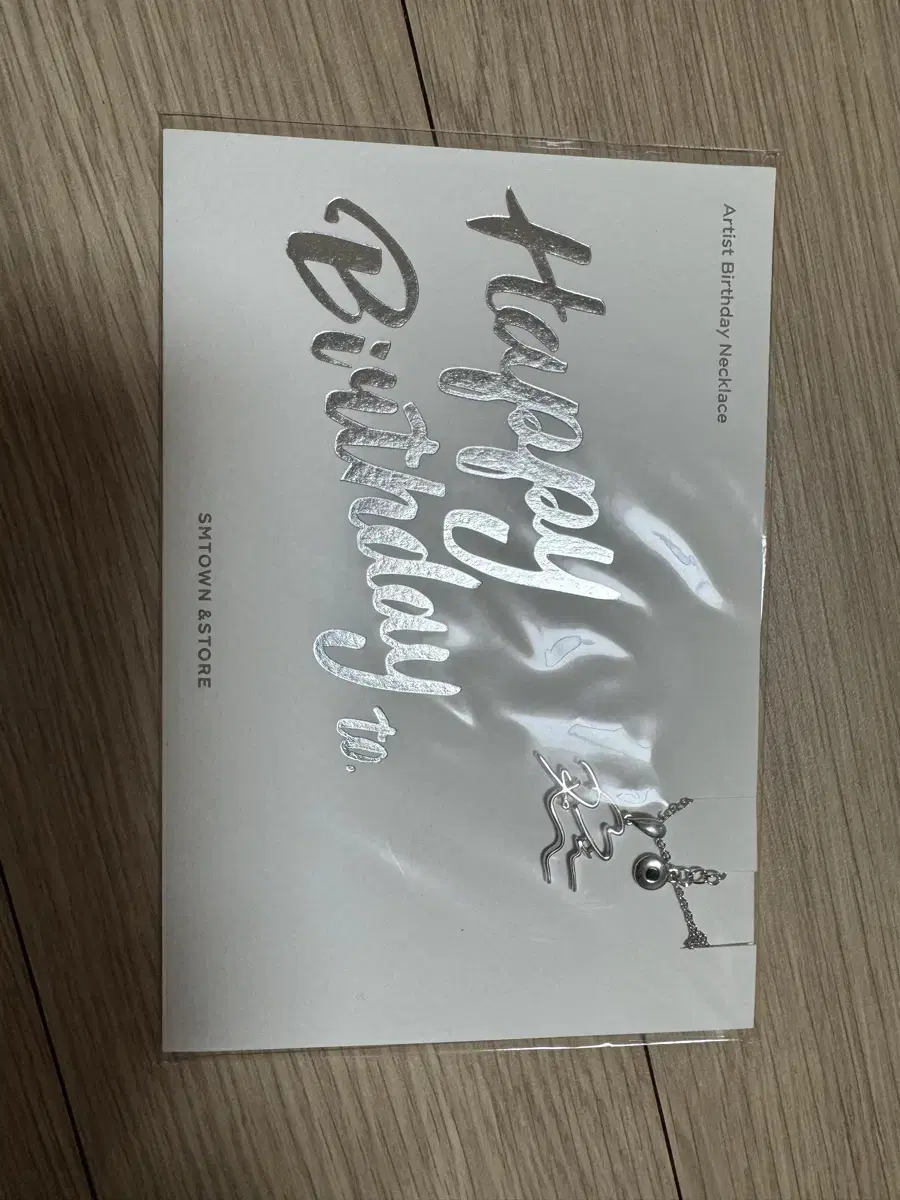 Artist Birthday Necklace
Happy
Birthday to.
SMTOWN &STORE